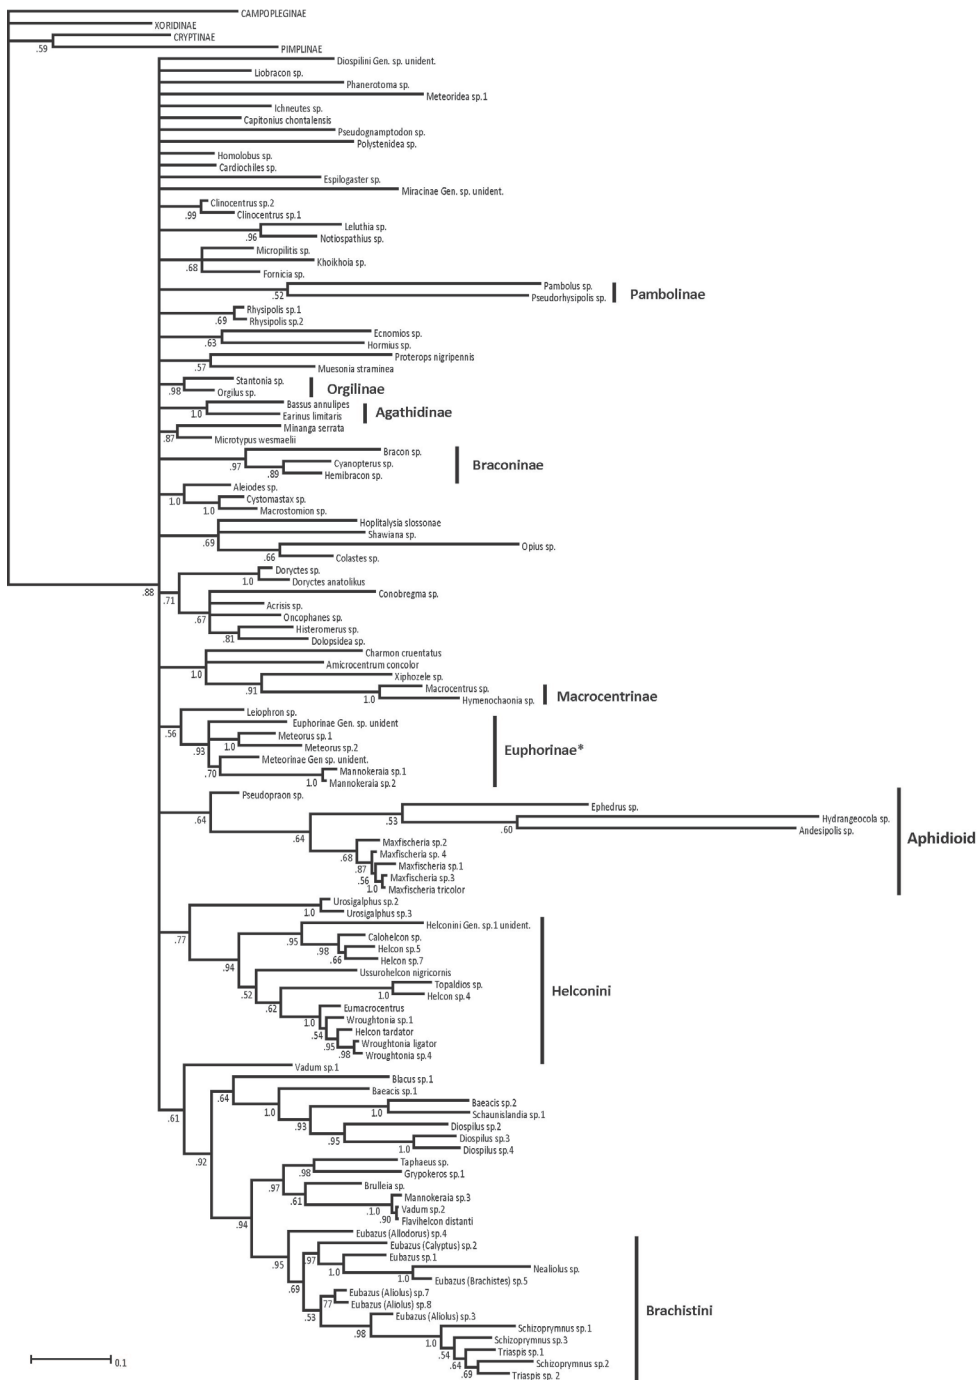 CAMPOPLEGINAE
XORIDINAE
CRYPTINAE
.59
PIMPLINAE
Diospilini Gen. sp. unident.
Liobracon sp.
Phanerotoma sp.
Meteoridea sp.1
Ichneutes sp.
Capitonius chontalensis
Pseudognamptodon sp.
Polystenidea sp.
Homolobus sp.
Cardiochiles sp.
Espilogaster sp.
Miracinae Gen. sp. unident.
Clinocentrus sp.2
.99
Clinocentrus sp.1
Leluthia sp.
.96
Notiospathius sp.
Micropilitis sp.
Khoikhoia sp.
.68
Fornicia sp.
Pambolus sp.
.52
Pseudorhysipolis sp.
Pambolinae
Rhysipolis sp.1
.69
Rhysipolis sp.2
Ecnomios sp.
.63
Hormius sp.
Proterops nigripennis
.57
Muesonia straminea
Stantonia sp.
.98
Orgilus sp.
Orgilinae
Bassus annulipes
1.0
Earinus limitaris
Agathidinae
Minanga serrata
.87
Microtypus wesmaelii
Bracon sp.
.97
Cyanopterus sp.
.89
Hemibracon sp.
Braconinae
Aleiodes sp.
1.0
Cystomastax sp.
1.0
Macrostomion sp.
Hoplitalysia slossonae
Shawiana sp.
.69
Opius sp.
.66
Colastes sp.
.88
Doryctes sp.
1.0
Doryctes anatolikus
.71
Conobregma sp.
Acrisis sp.
.67
Oncophanes sp.
Histeromerus sp.
.81
Dolopsidea sp.
Charmon cruentatus
Amicrocentrum concolor
1.0
Xiphozele sp.
.91
Macrocentrus sp.
1.0
Hymenochaonia sp.
Macrocentrinae
Leiophron sp.
.56
Euphorinae Gen. sp. unident
.93
Meteorus sp.1
1.0
Meteorus sp.2
Meteorinae Gen sp. unident.
.70
Mannokeraia sp.1
1.0
Mannokeraia sp.2
Euphorinae*
Pseudopraon sp.
.64
Ephedrus sp.
.53
Hydrangeocola sp.
.60
Andesipolis sp.
.64
Maxfischeria sp.2
.68
Maxfischeria sp. 4
.87
Maxfischeria sp.1
.56
Maxfischeria sp.3
1.0
Maxfischeria tricolor
Aphidioid
Urosigalphus sp.2
1.0
Urosigalphus sp.3
.77
Helconini Gen. sp.1 unident.
.95
Calohelcon sp.
.98
Helcon sp.5
.66
Helcon sp.7
.94
Ussurohelcon nigricornis
.52
Topaldios sp.
1.0
Helcon sp.4
.62
Eumacrocentrus
1.0
Wroughtonia sp.1
.54
Helcon tardator
.95
Wroughtonia ligator
.98
Wroughtonia sp.4
Helconini
Vadum sp.1
.61
Blacus sp.1
.64
Baeacis sp.1
1.0
Baeacis sp.2
1.0
Schaunislandia sp.1
.93
Diospilus sp.2
.95
Diospilus sp.3
1.0
Diospilus sp.4
.92
Taphaeus sp.
.98
Grypokeros sp.1
.97
Brulleia sp.
.61
Mannokeraia sp.3
.1.0
Vadum sp.2
.90
Flavihelcon distanti
.94
Eubazus (Allodorus) sp.4
.95
Eubazus (Calyptus) sp.2
.97
Eubazus sp.1
1.0
Nealiolus sp.
1.0
Eubazus (Brachistes) sp.5
.69
Eubazus (Aliolus) sp.7
.77
Eubazus (Aliolus) sp.8
.53
Eubazus (Aliolus) sp.3
.98
Schizoprymnus sp.1
1.0
Schizoprymnus sp.3
.54
Triaspis sp.1
.64
Schizoprymnus sp.2
.69
Triaspis sp. 2
Brachistini
0.1